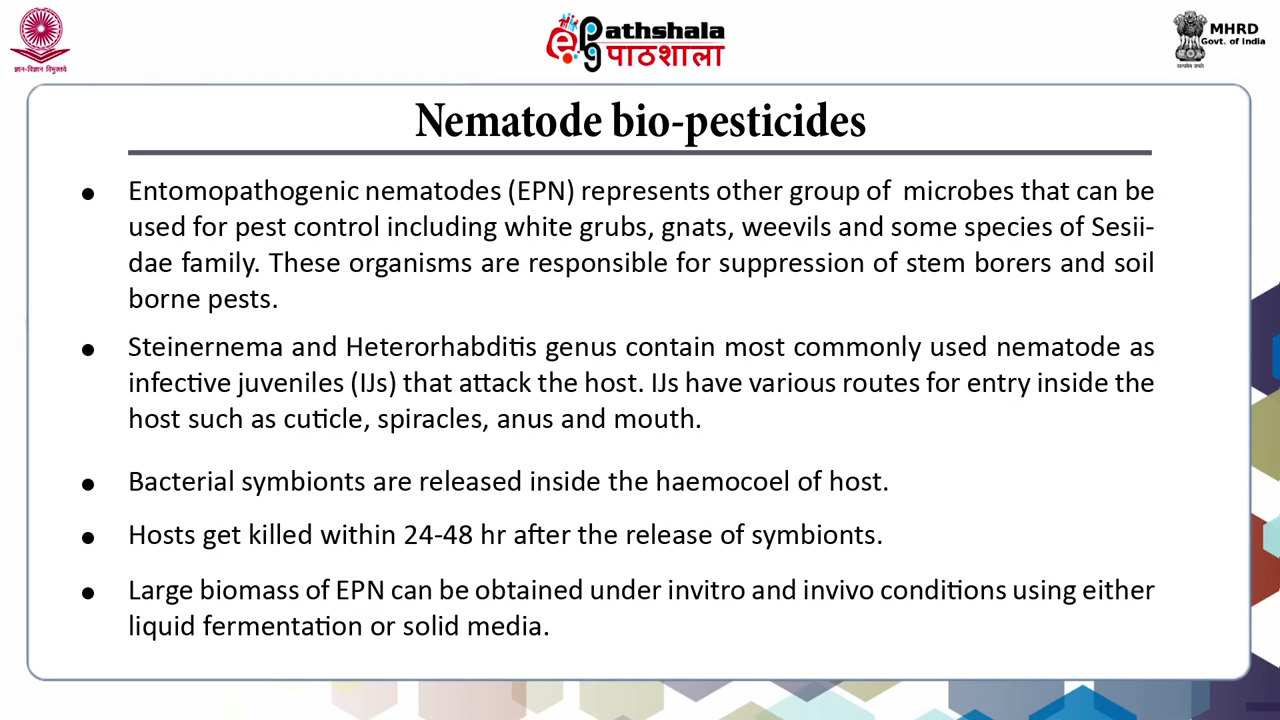 ज्ञान-विज्ञान विमुक्तये
epg Pathshala
पाठशाला
MHRD
Govt. of India
सत्यमेव जयते
Nematode bio-pesticides
● Entomopathogenic nematodes (EPN) represents other group of microbes that can be
used for pest control including white grubs, gnats, weevils and some species of Sesii-
dae family. These organisms are responsible for suppression of stem borers and soil
borne pests.
● Steinernema and Heterorhabditis genus contain most commonly used nematode as
infective juveniles (IJs) that attack the host. IJs have various routes for entry inside the
host such as cuticle, spiracles, anus and mouth.
● Bacterial symbionts are released inside the haemocoel of host.
● Hosts get killed within 24-48 hr after the release of symbionts.
● Large biomass of EPN can be obtained under invitro and invivo conditions using either
liquid fermentation or solid media.